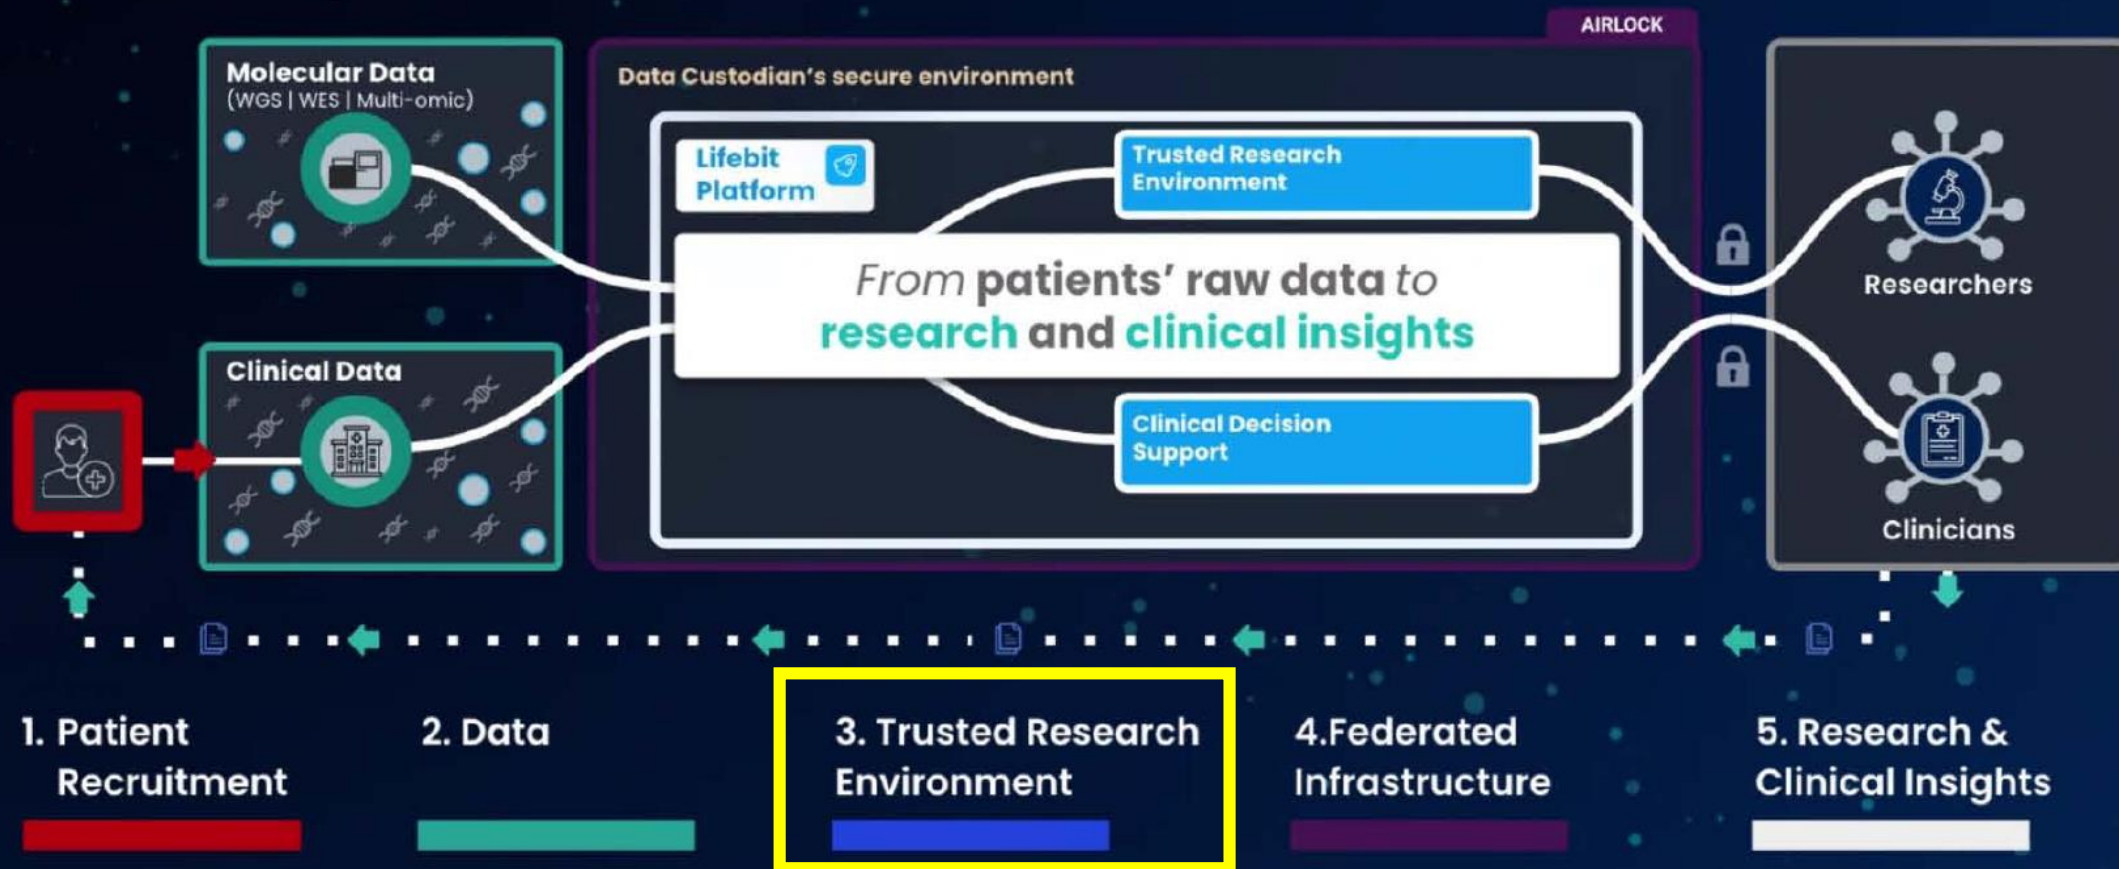 AIRLOCK
Molecular Data
(WGS | WES | Multi-omic)
Data Custodian's secure environment
Lifebit
Platform
Trusted Research
Environment
From patients' raw data to
research and clinical insights
Researchers
Clinical Data
Clinical Decision
Support
Clinicians
1. Patient
Recruitment
2. Data
3. Trusted Research
Environment
4.Federated
Infrastructure
5. Research &
Clinical Insights